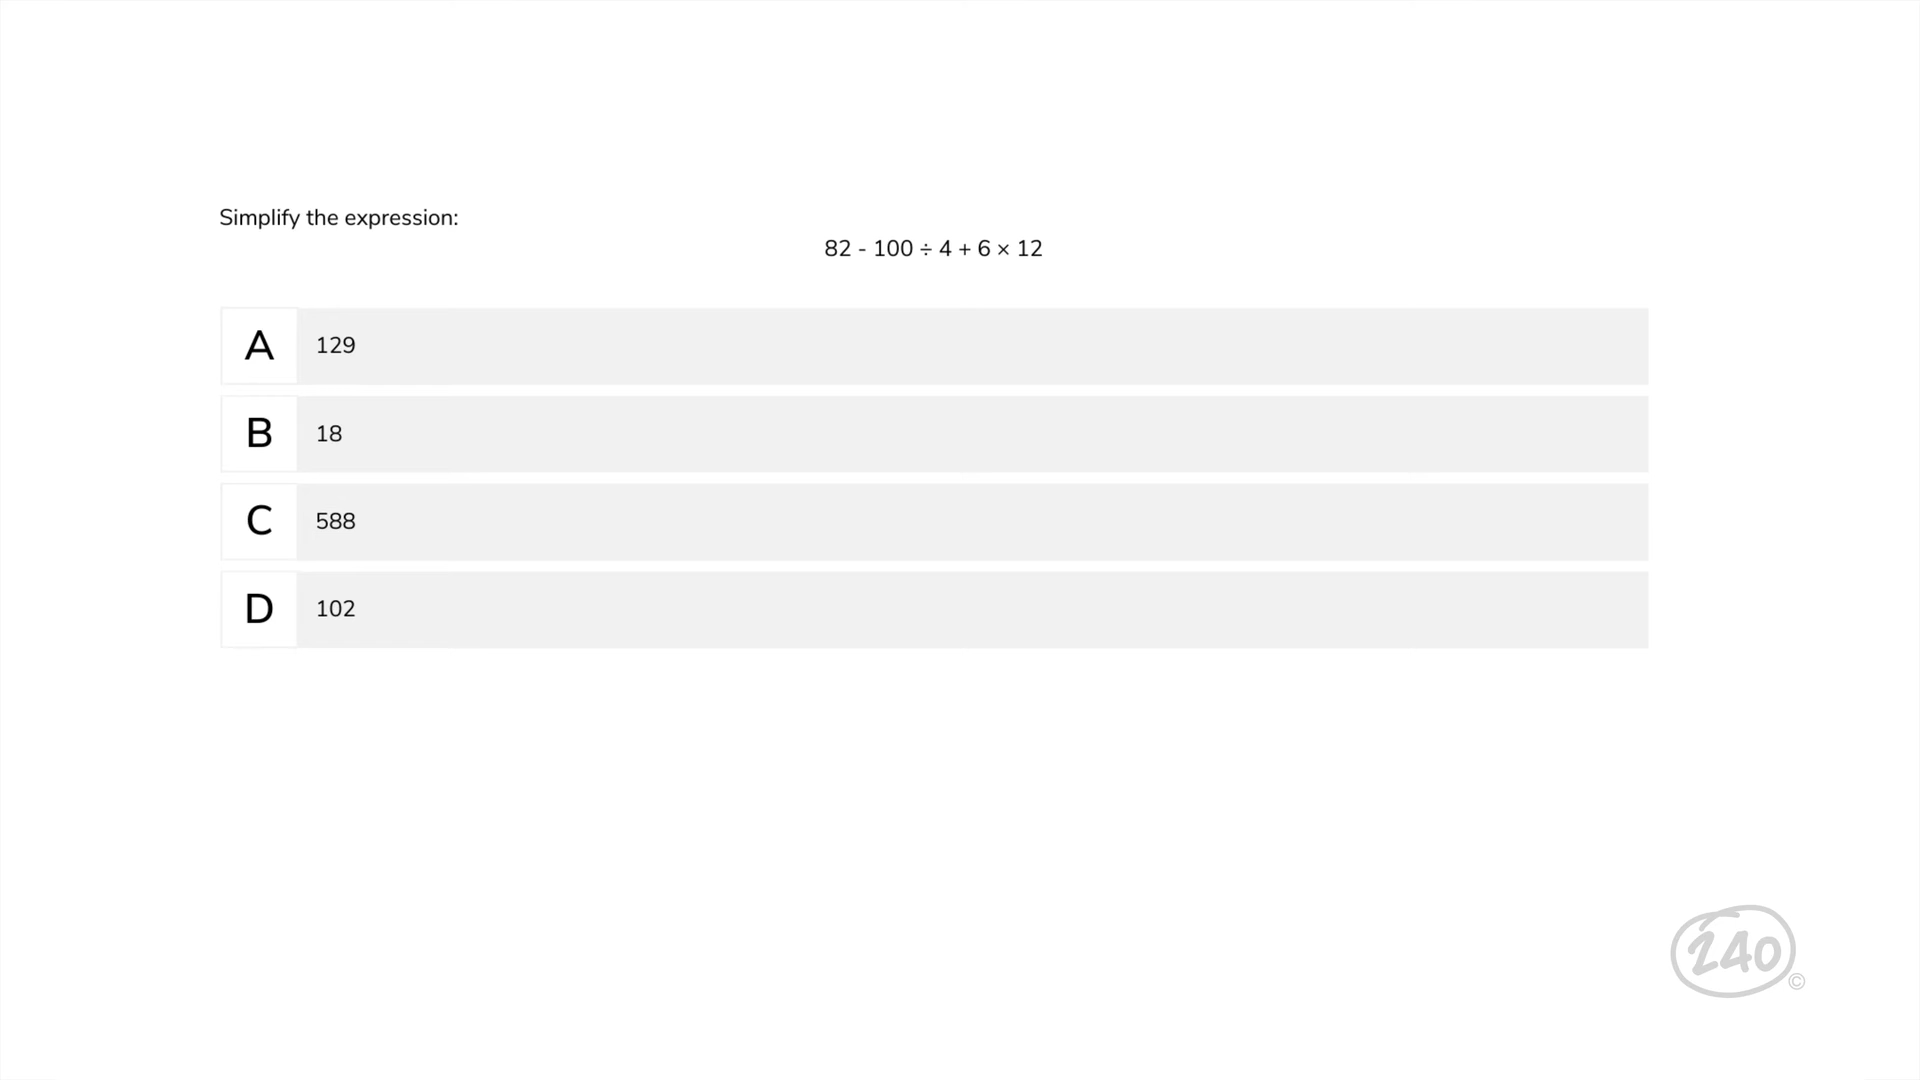 Simplify the expression:
82 - 100 ÷ 4 + 6 × 12
A 129
B 18
C 588
D 102
240
©